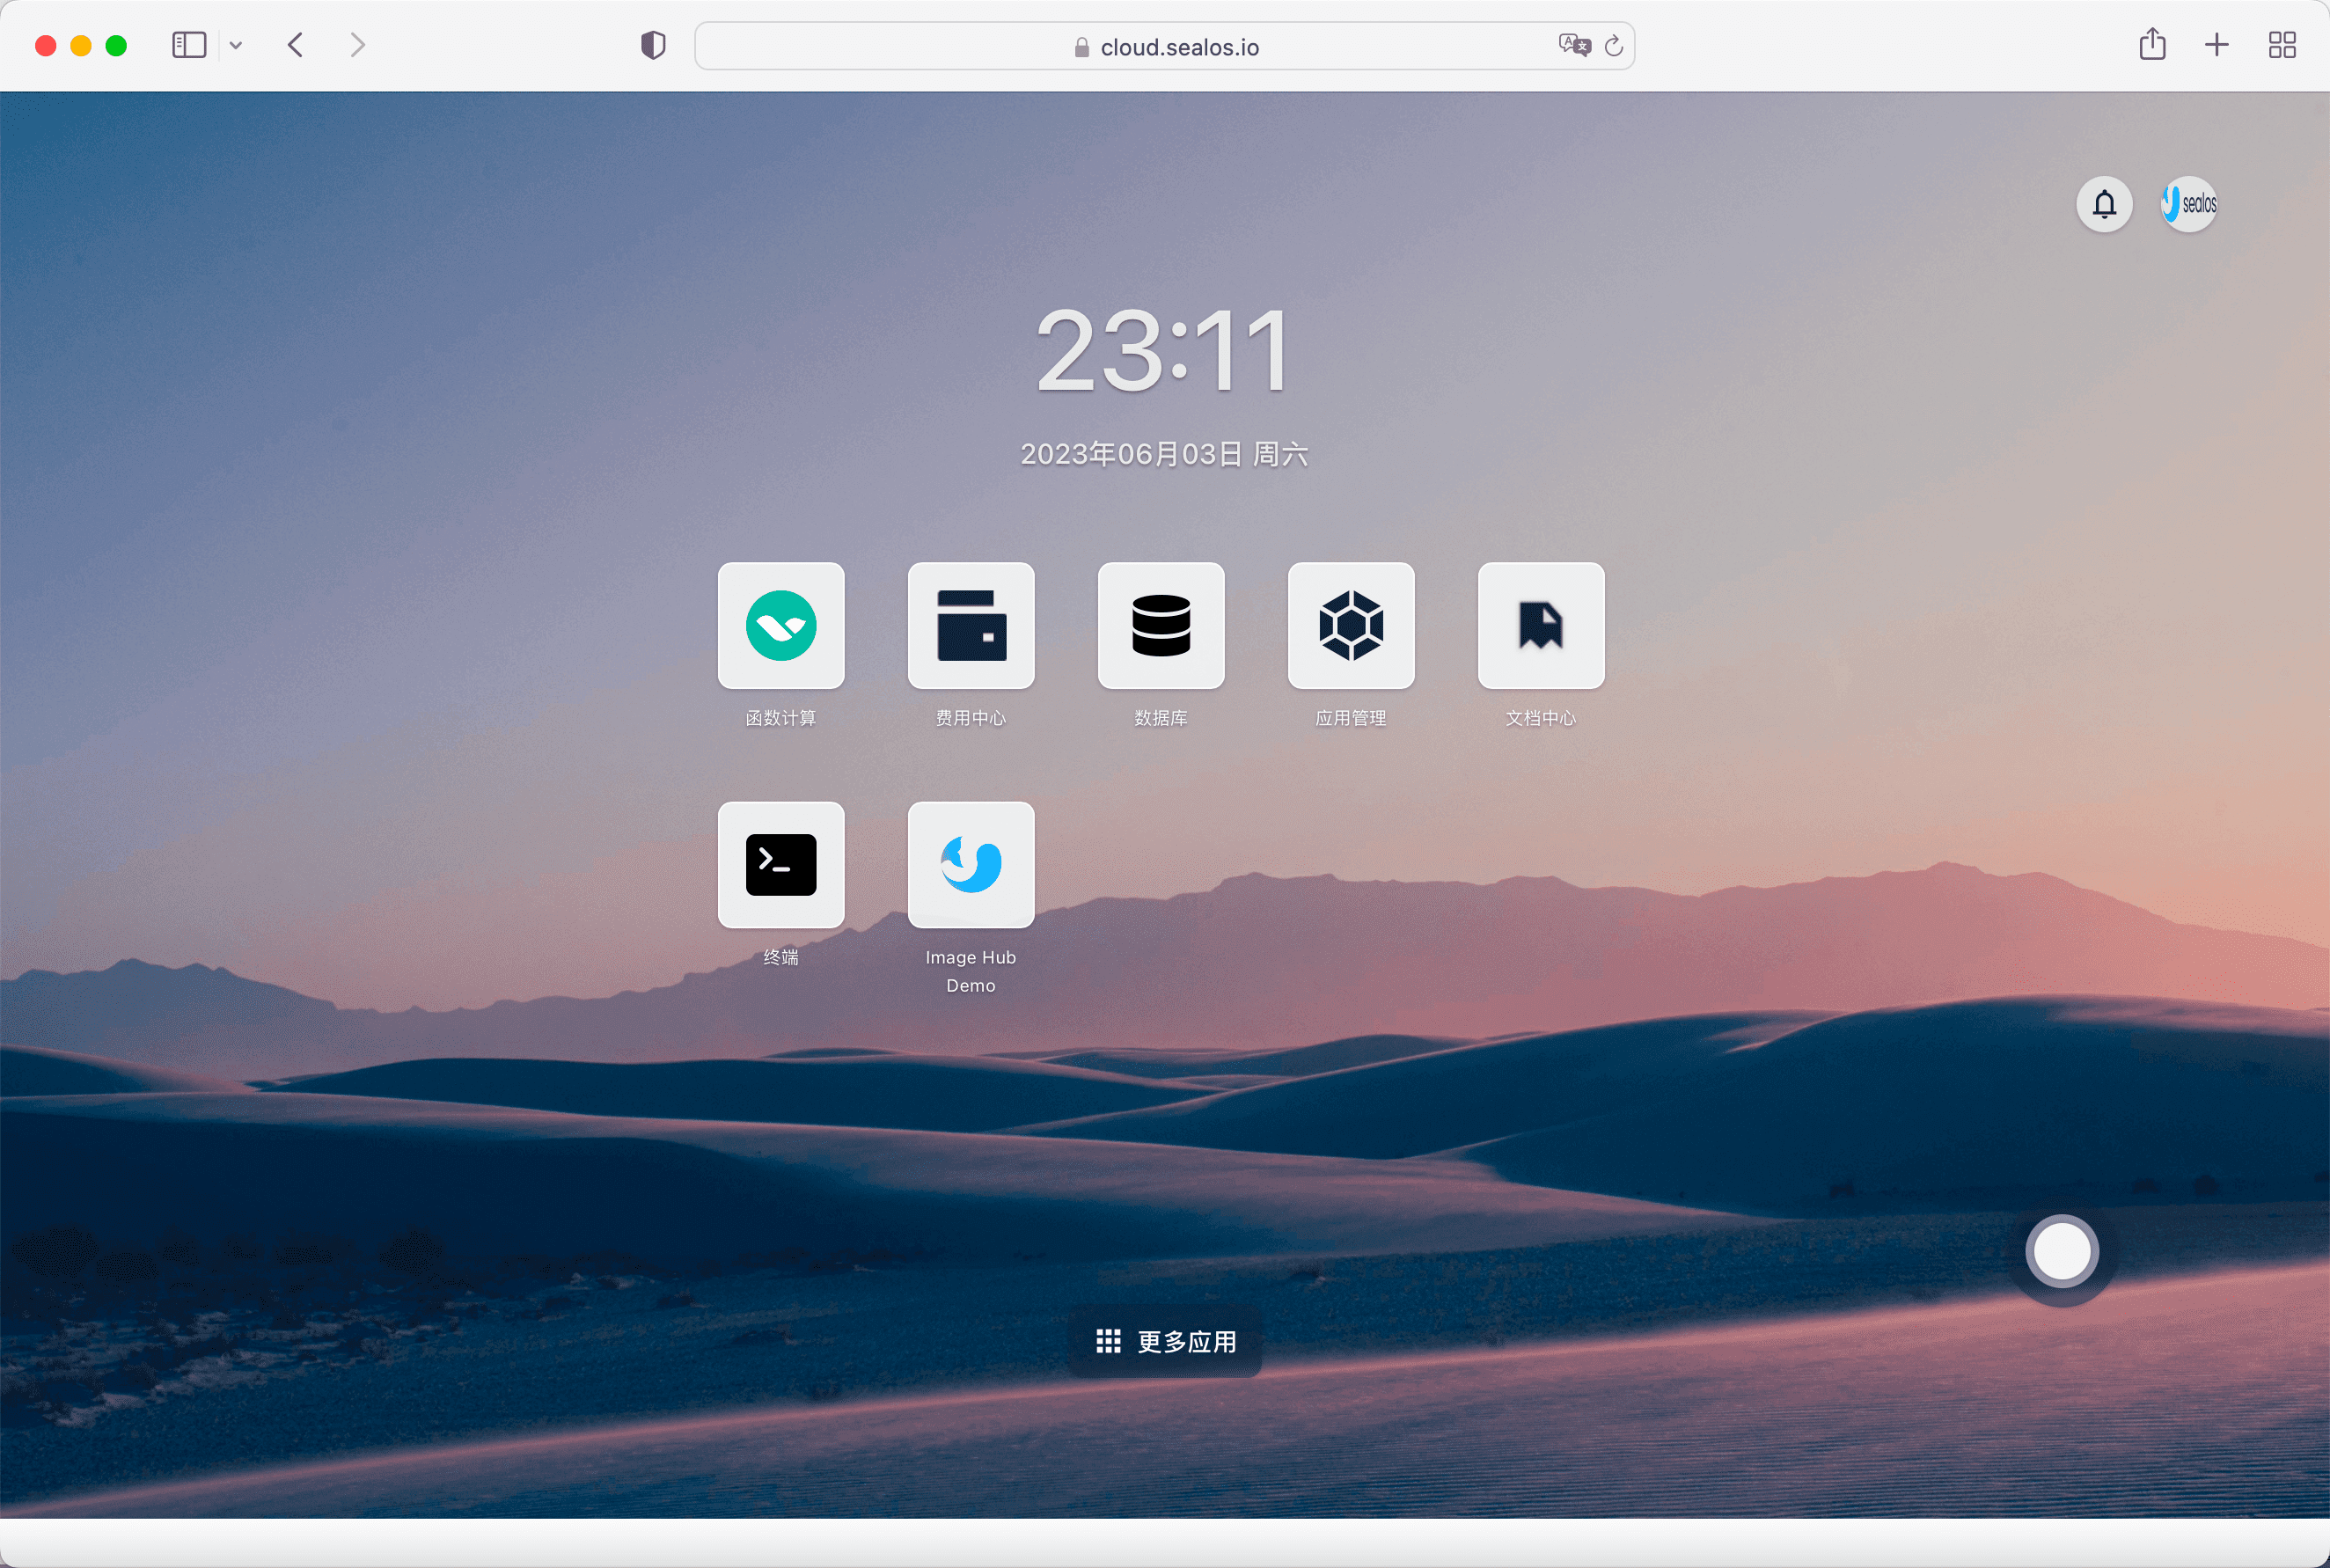 cloud.sealos.io
sealos
23:11
2023年06月03日 周六
函数计算
费用中心
数据库
应用管理
文档中心
终端
Image Hub
Demo
更多应用